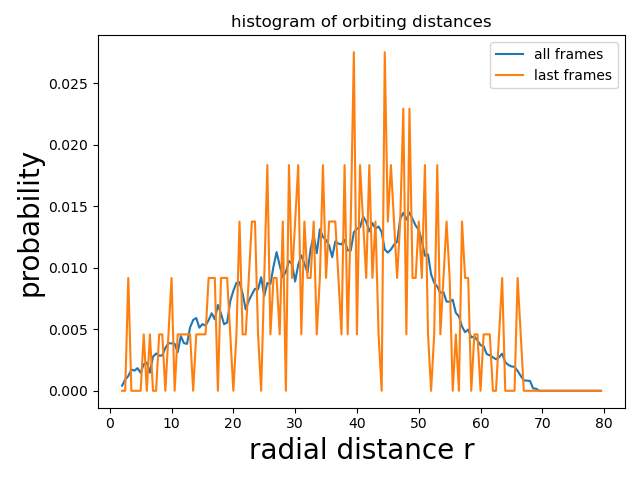 histogram of orbiting distances
all frames
last frames
probability
0.025
0.020
0.015
0.010
0.005
0.000
0 10 20 30 40 50 60 70 80
radial distance r